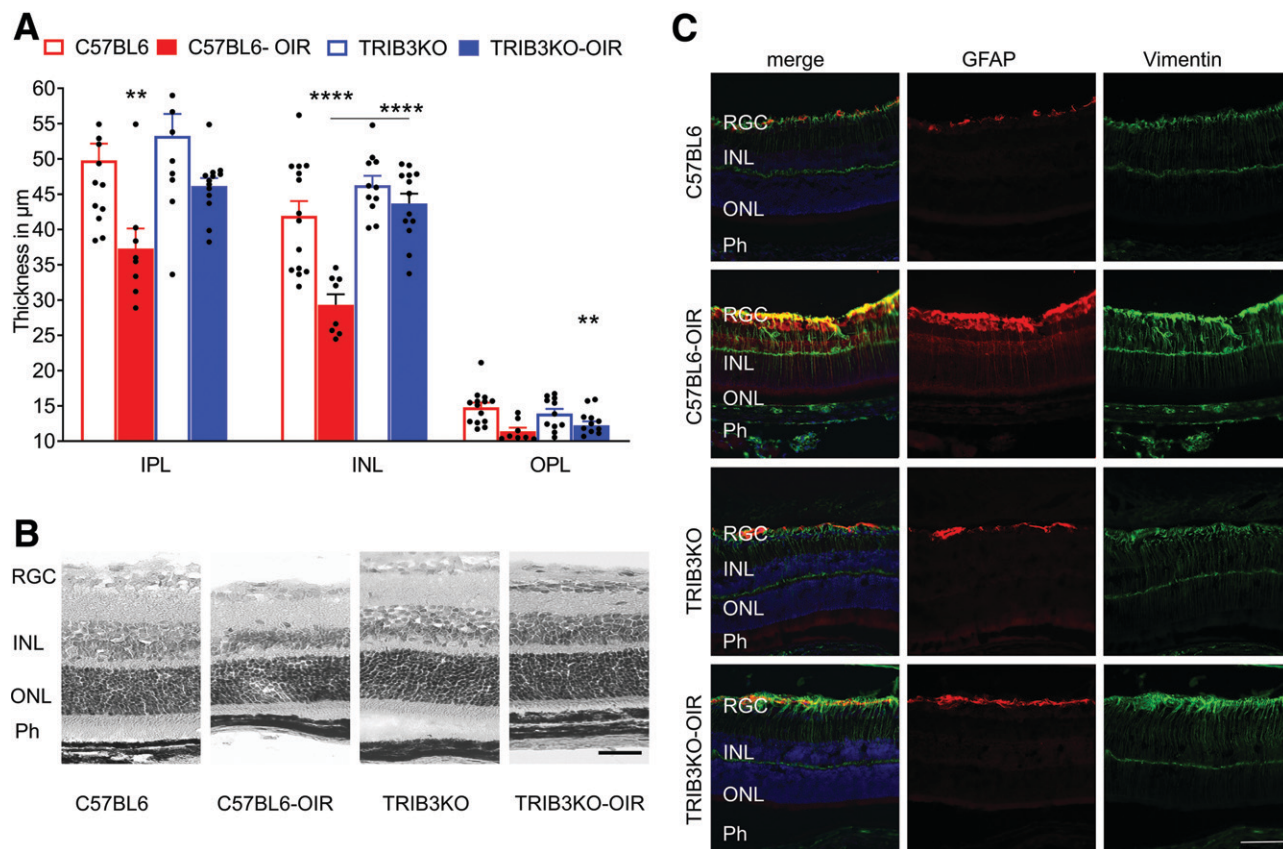 A
C57BL6 C57BL6- OIR TRIB3KO TRIB3KO-OIR
Thickness in µm
60
55
50
45
40
35
30
25
20
15
10
**
****
****
**
IPL INL OPL
B
RGC
INL
ONL
Ph
C57BL6 C57BL6-OIR TRIB3KO TRIB3KO-OIR
C
merge GFAP Vimentin
C57BL6
RGC
INL
ONL
Ph
C57BL6-OIR
RGC
INL
ONL
Ph
TRIB3KO
RGC
INL
ONL
Ph
TRIB3KO-OIR
RGC
INL
ONL
Ph